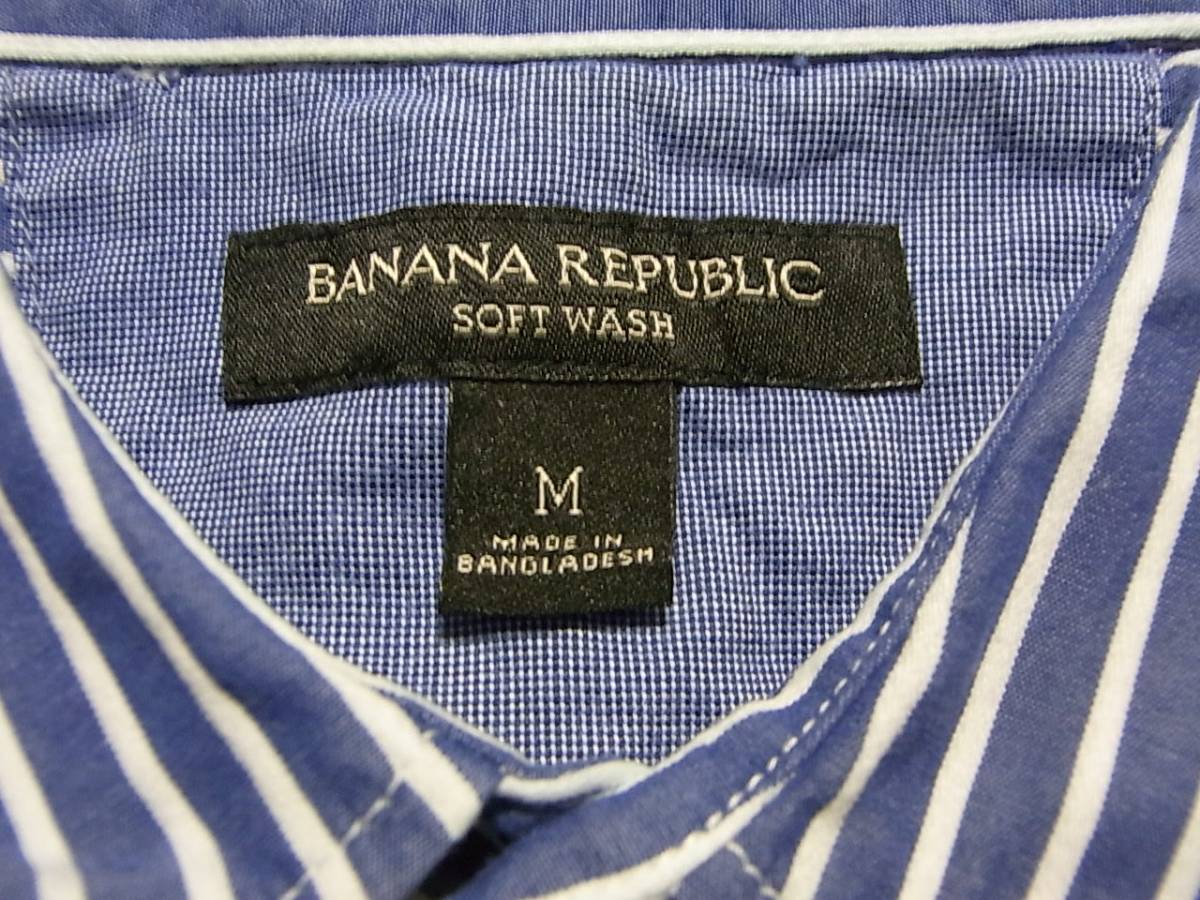 BANANA REPUBLIC
SOFT WASH
M
MADE IN
BANGLADESH